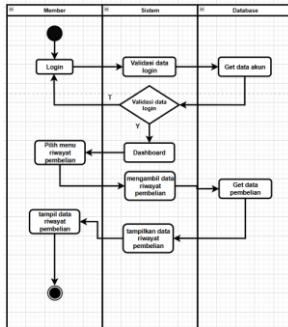 Member
Sistem
Database
Login
Validasi data
login
Get data akun
Validasi data
login
T
Y
Dashboard
Pilih menu
riwayat
pembelian
mengambil data
riwayat
pembelian
Get data
pembelian
tampilkan data
riwayat
pembelian
tampil data
riwayat
pembelian